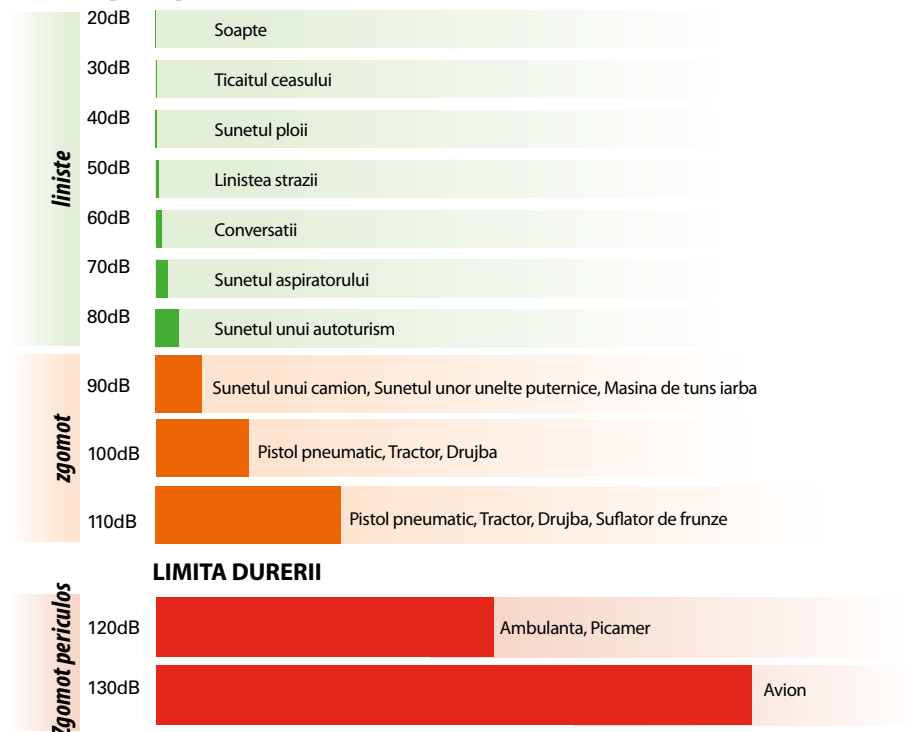 liniste
20dB Soapte
30dB Ticaitul ceasului
40dB Sunetul ploii
50dB Linistea strazii
60dB Conversatii
70dB Sunetul aspiratorului
80dB Sunetul unui autoturism
zgomot
90dB Sunetul unui camion, Sunetul unor unelte puternice, Masina de tuns iarba
100dB Pistol pneumatic, Tractor, Drujba
110dB Pistol pneumatic, Tractor, Drujba, Suflator de frunze
LIMITA DURERII
Zgomot periculos
120dB Ambulanta, Picamer
130dB Avion